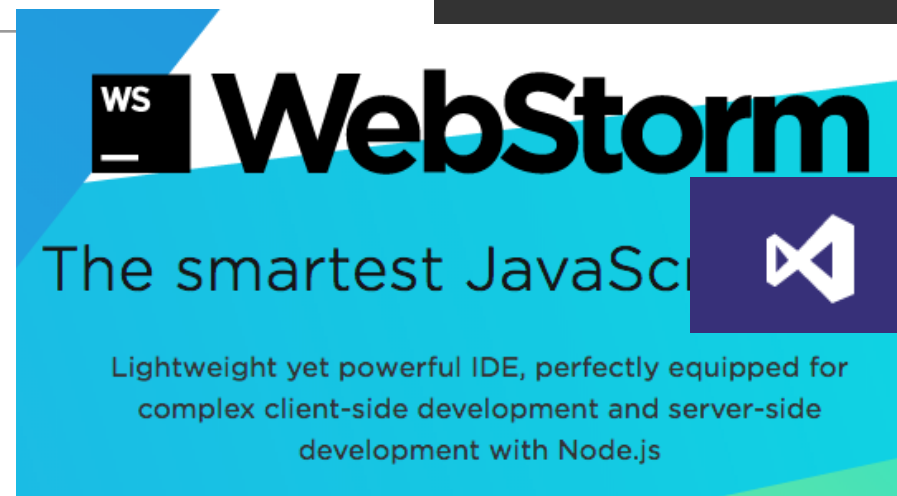 WS
WebStorm
The smartest JavaSc
Lightweight yet powerful IDE, perfectly equipped for
complex client-side development and server-side
development with Node.js